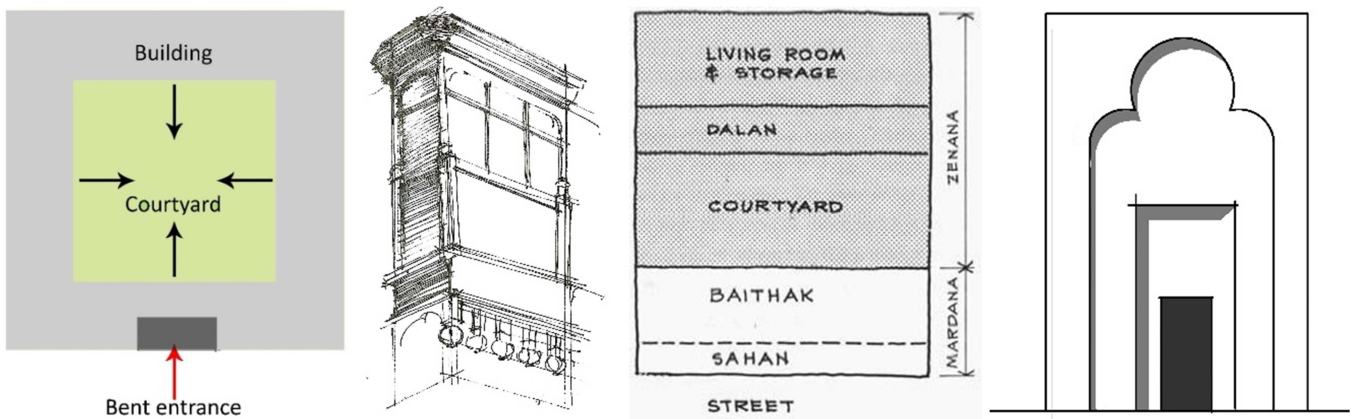 Building
Courtyard
Bent entrance
LIVING ROOM
& STORAGE
DALAN
COURTYARD
BAITHAK
SAHAN
STREET
ZENANA
MARDANA